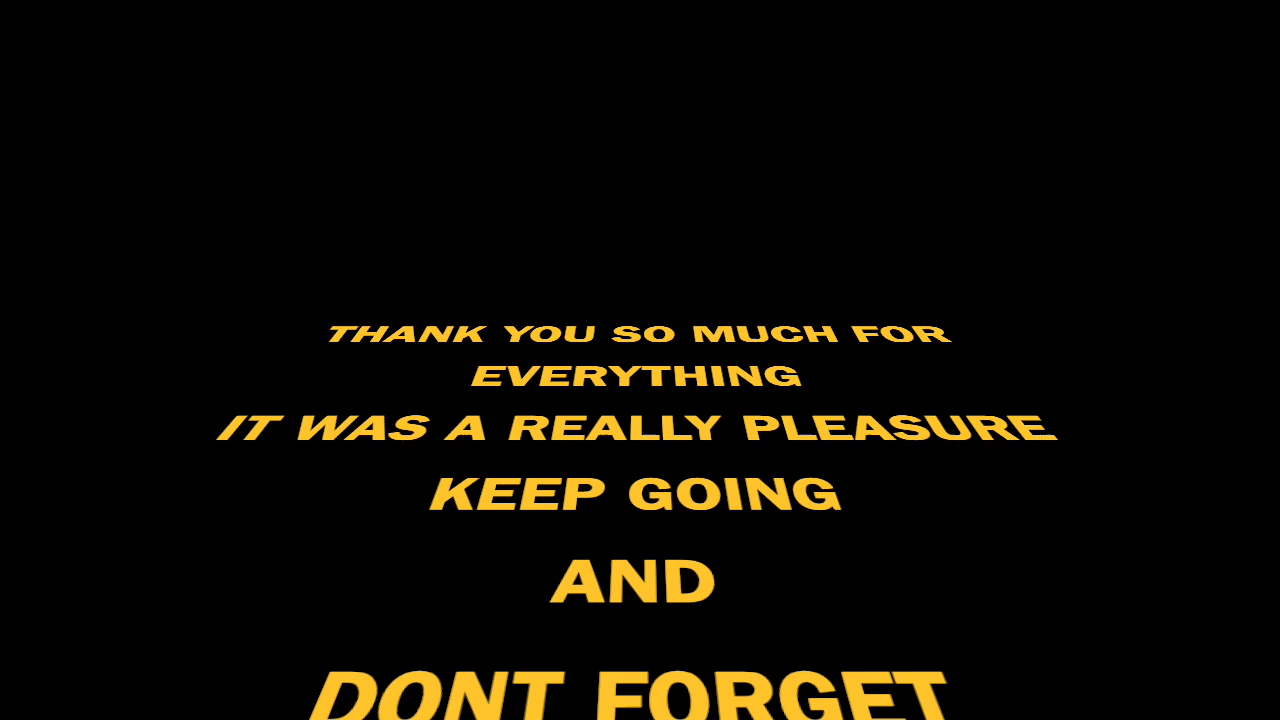 THANK YOU SO MUCH FOR
EVERYTHING
IT WAS A REALLY PLEASURE
KEEP GOING
AND
DONT FORGET